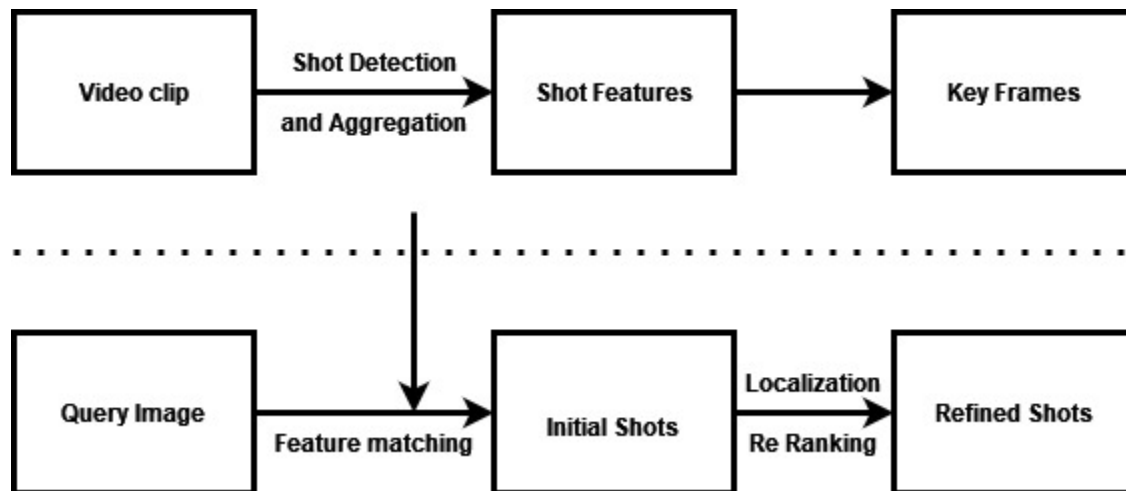 Shot Detection
Video clip
Shot Features
Key Frames
and Aggregation
Localization
Query Image
Initial Shots
Refined Shots
Feature matching
Re Ranking